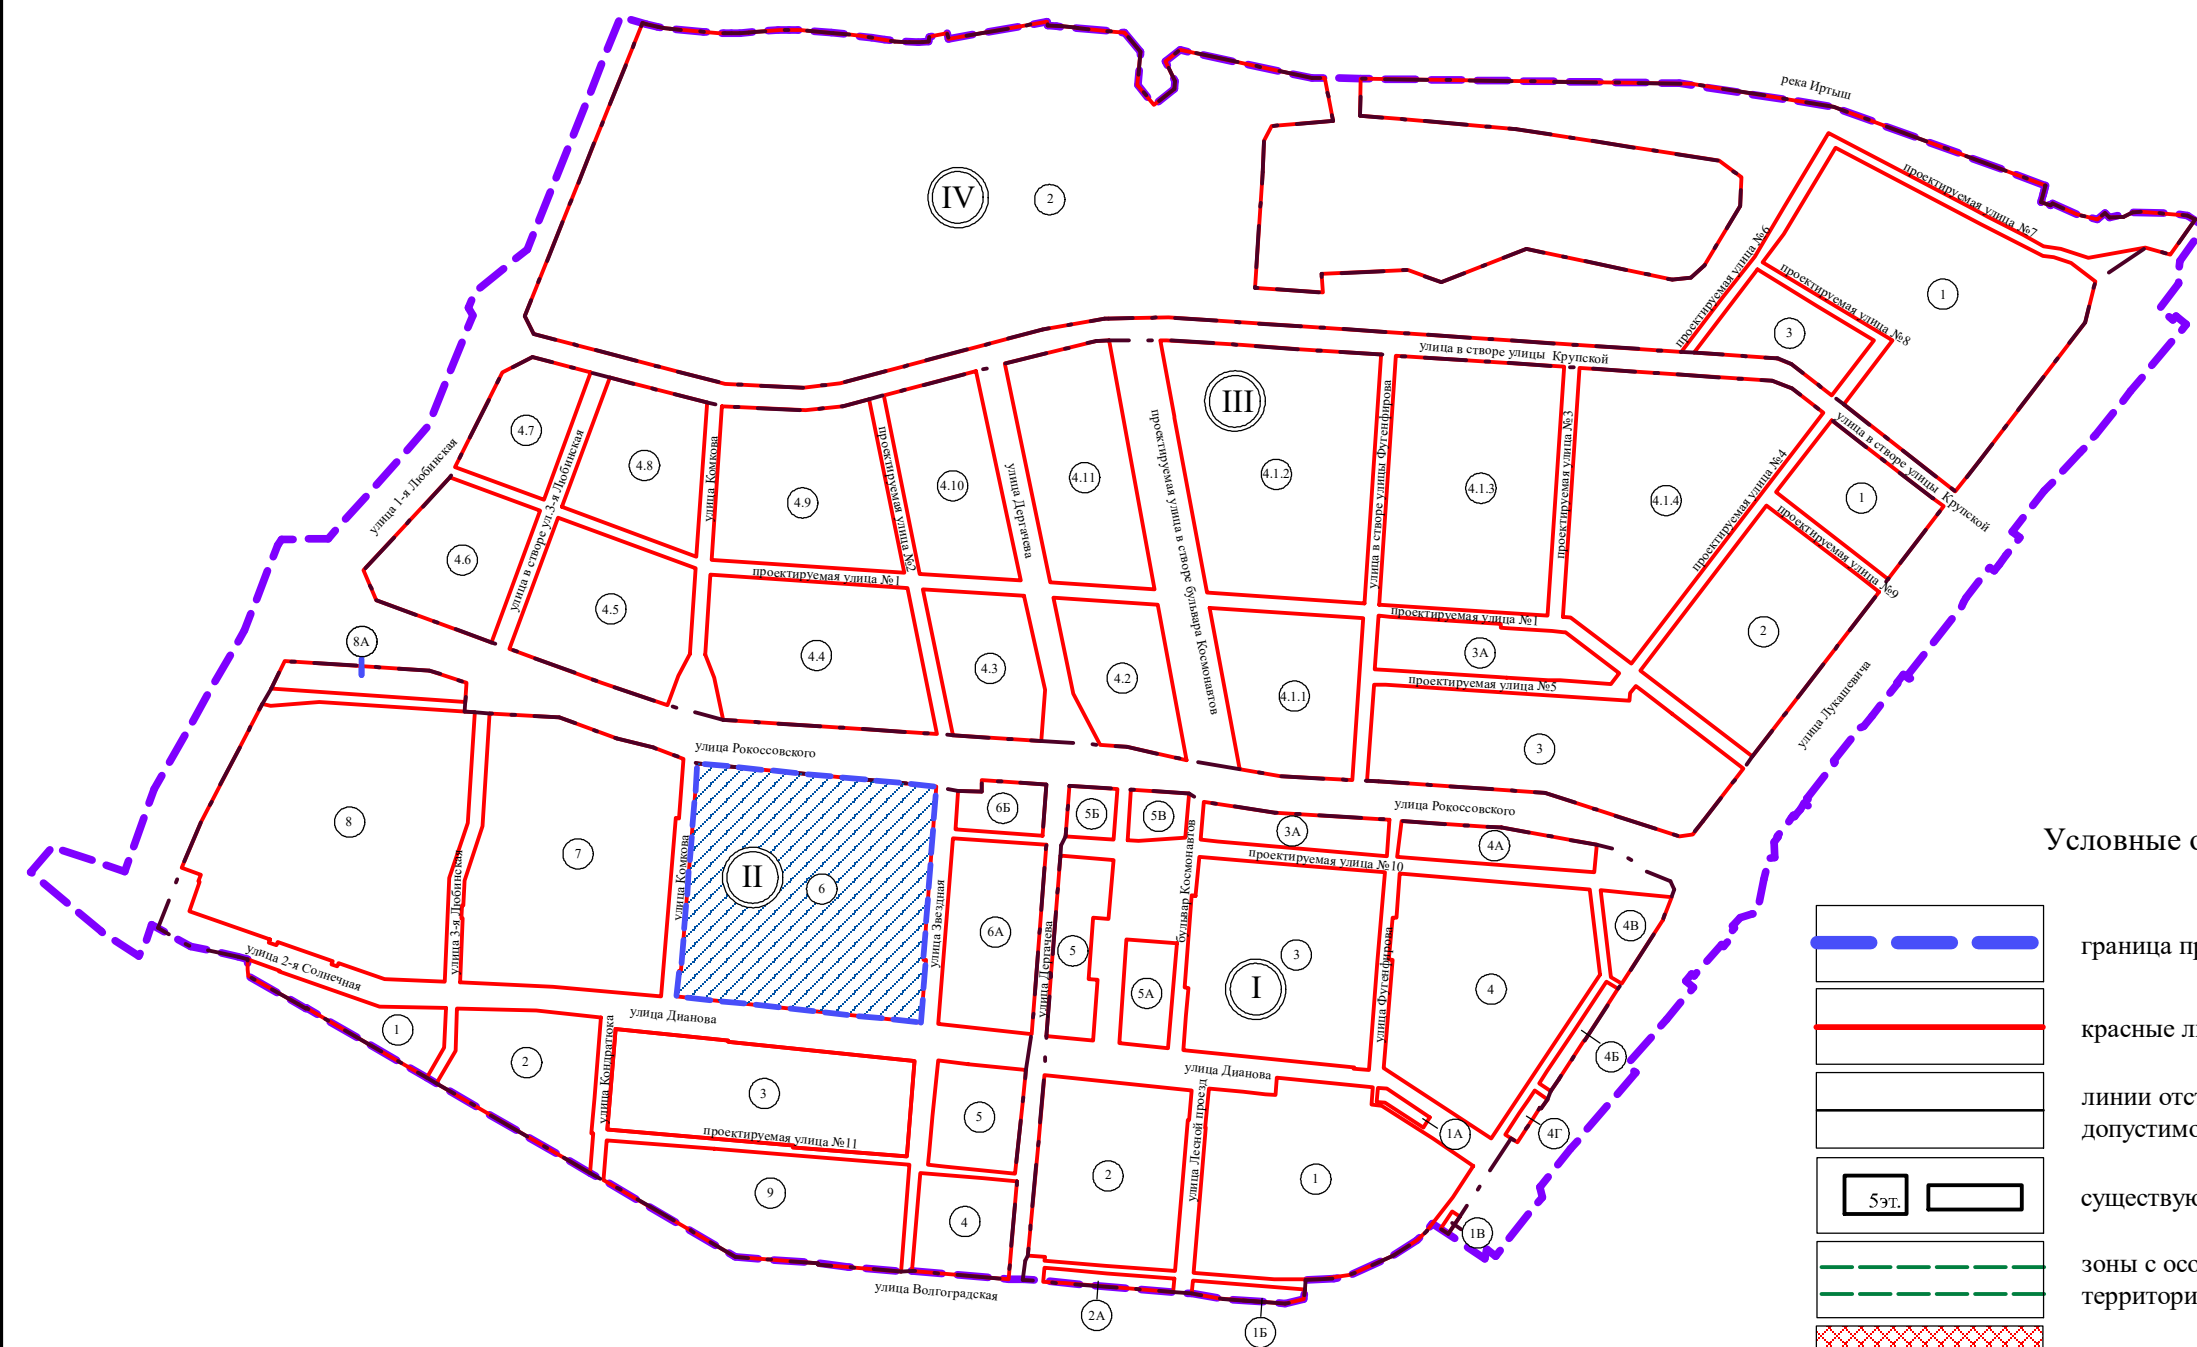 река Иртыш
проектируемая улица №7
IV
2
проектируемая улица №6
1
проектируемая улица №8
3
улица в створе улицы Крупской
III
улица 1-я Любинская
4.7
улица в створе ул.3-я Любинская
4.8
улица Комкова
4.9
проектируемая улица №2
4.10
улица Дергачева
4.11
проектируемая улица в створе бульвара Космонавтов
4.1.2
улица в створе улицы Фугенфирова
4.1.3
проектируемая улица №3
4.1.4
проектируемая улица №4
улица в створе улицы Крупской
1
проектируемая улица №9
2
4.6
4.5
проектируемая улица №1
4.4
4.3
4.2
4.1.1
проектируемая улица №1
3А
проектируемая улица №5
3
улица Лукашевича
8А
улица Рокоссовского
улица Рокоссовского
8
7
улица 3-я Любинская
улица Комкова
II
6
улица Звездная
6Б
6А
5Б
5В
3А
4А
проектируемая улица №10
бульвар Космонавтов
улица Дергачева
5
5А
3
I
улица Фугенфирова
4
4В
4Б
4Г
улица 2-я Солнечная
1
2
улица Дианова
улица Кондратюка
3
проектируемая улица №11
9
5
4
улица Дианова
2
улица Лесной проезд
1
1А
1В
улица Волгоградская
2А
1Б
Условные о
граница пр
красные л
линии отс
допустимо
5эт.
существу
зоны с осо
территори